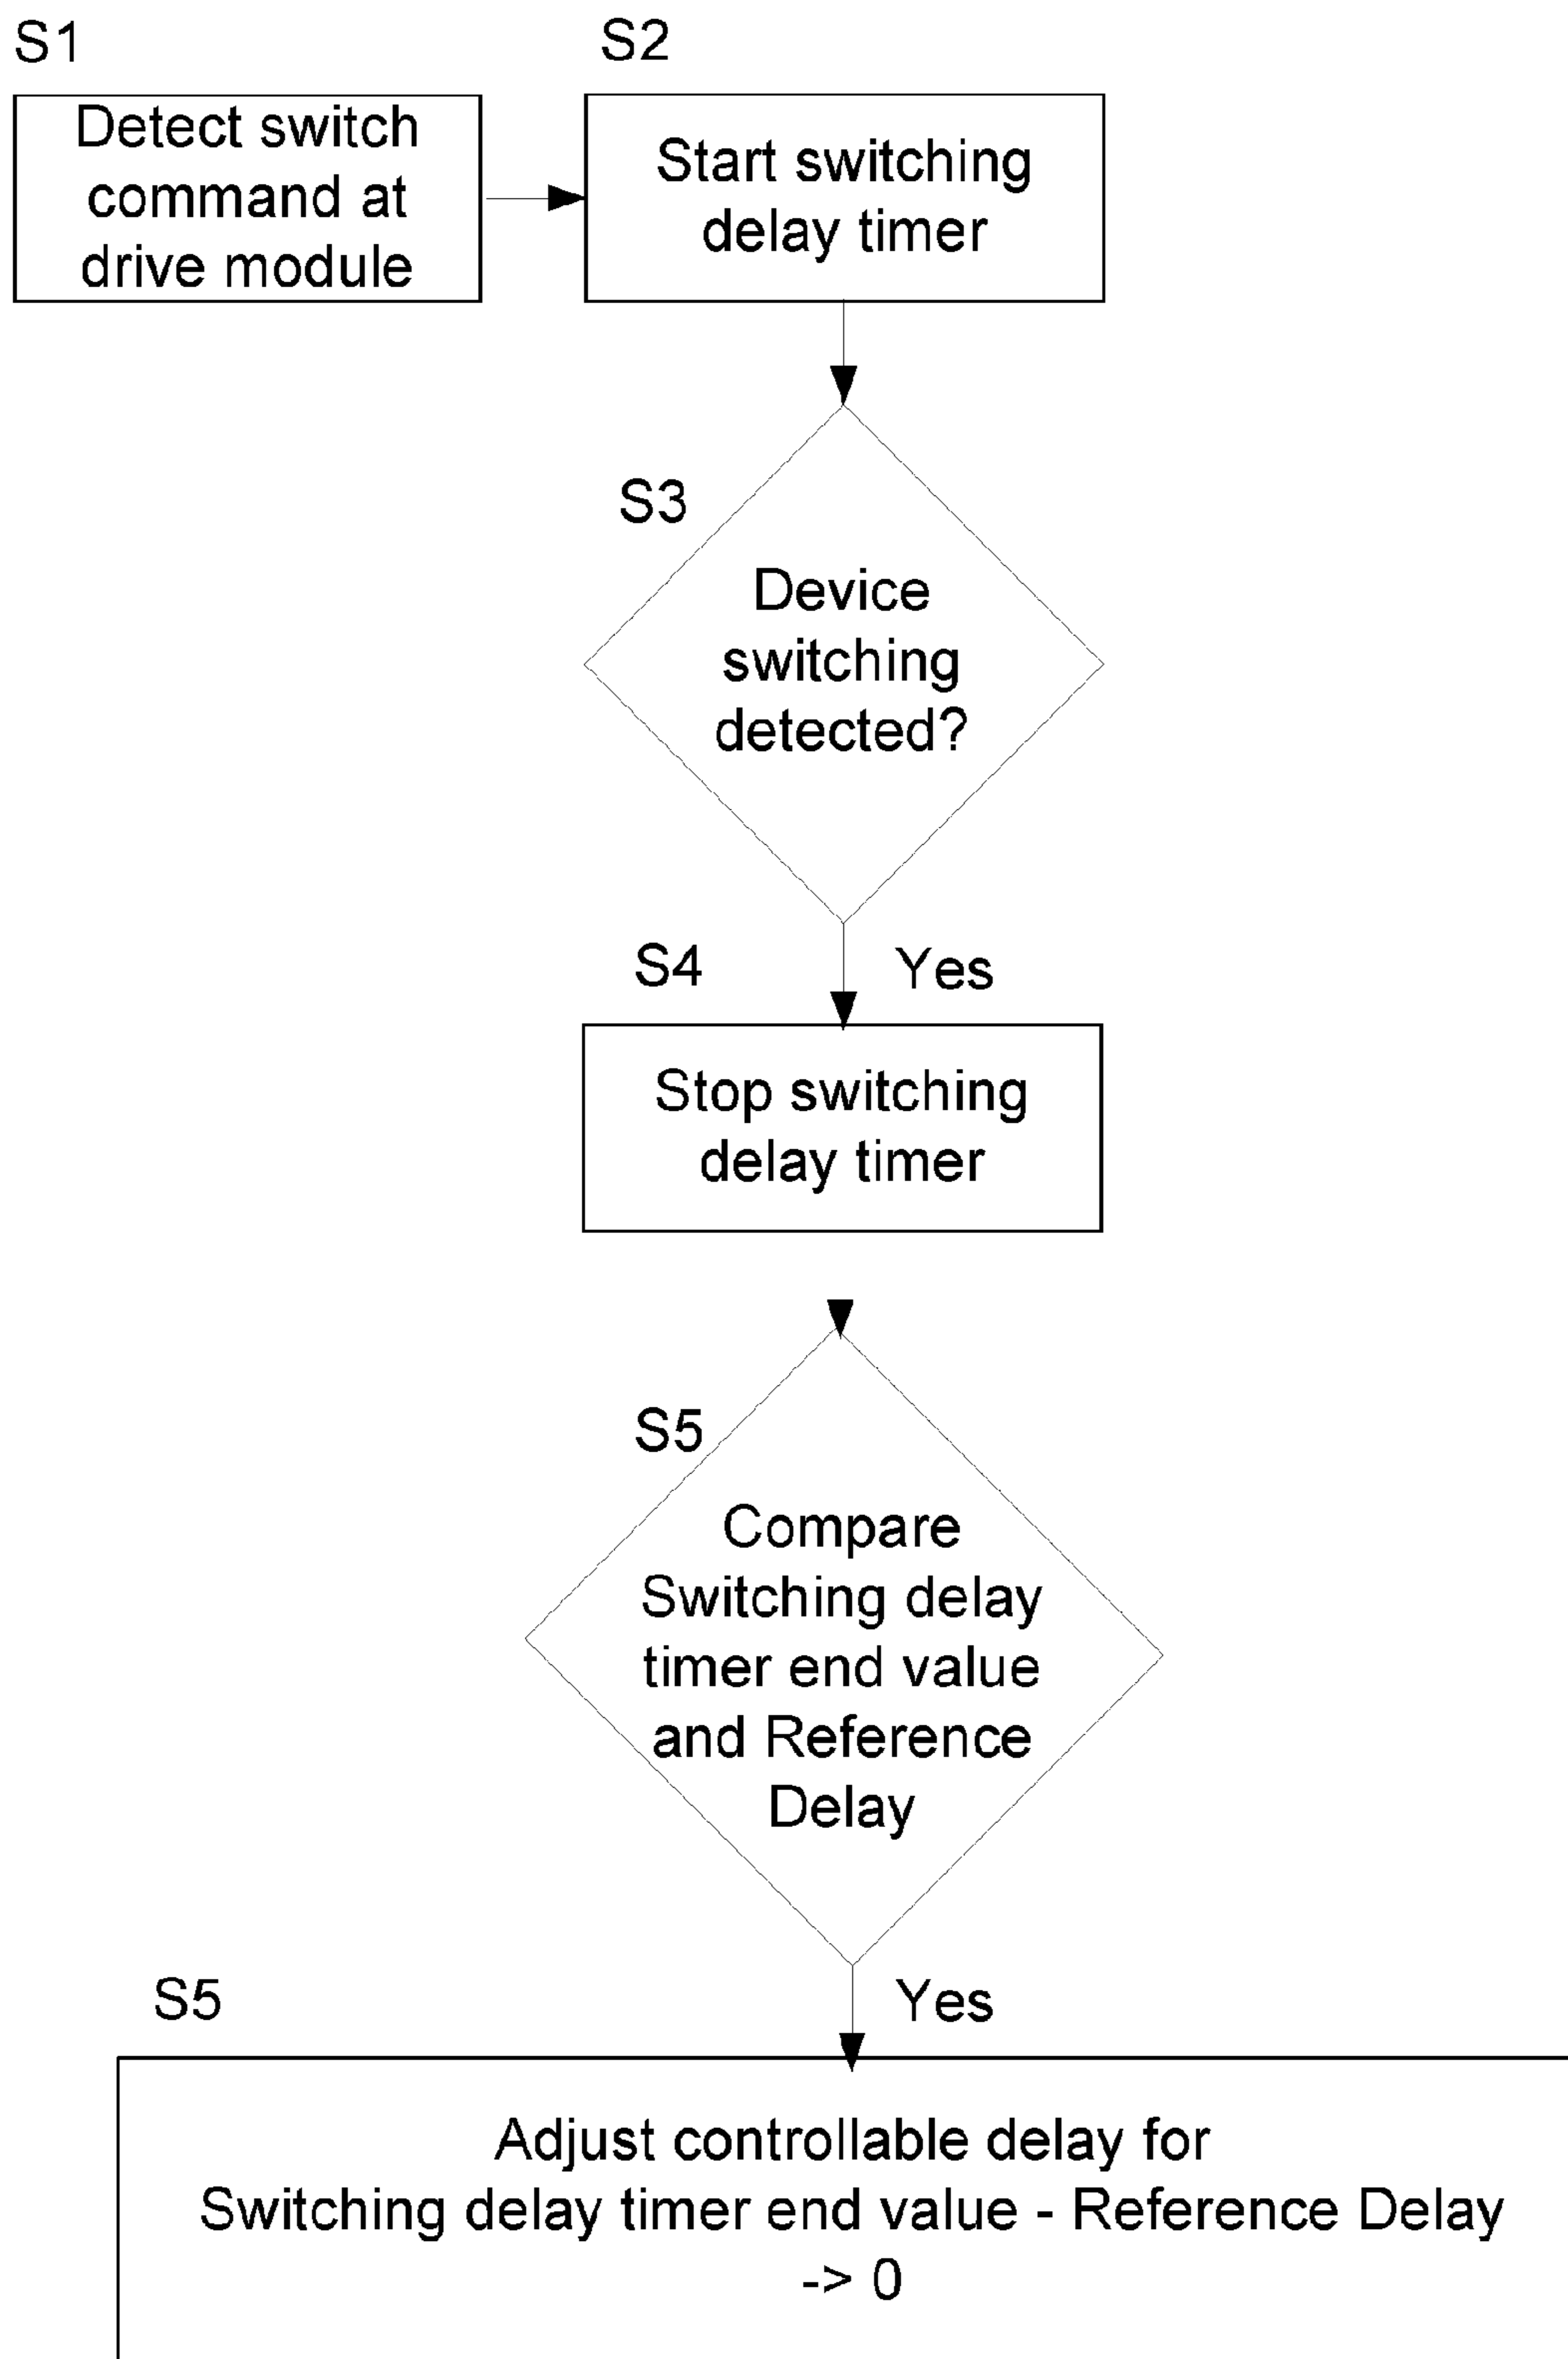 S1
Detect switch
command at
drive module
S2
Start switching
delay timer
S3
Device
switching
detected?
Yes
S4
Stop switching
delay timer
S5
Compare
Switching delay
timer end value
and Reference
Delay
Yes
S5
Adjust controllable delay for
Switching delay timer end value - Reference Delay
-> 0